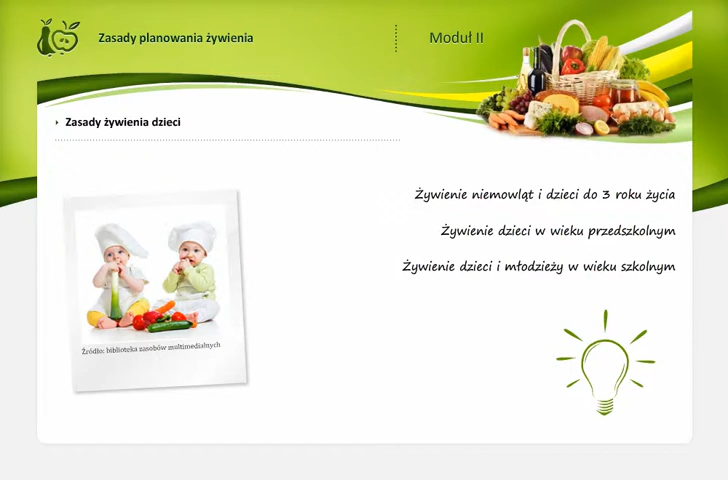 Zasady planowania żywienia
Moduł II
Zasady żywienia dzieci
Żywienie niemowląt i dzieci do 3 roku życia
Żywienie dzieci w wieku przedszkolnym
Żywienie dzieci i młodzieży w wieku szkolnym
Źródło: biblioteka zasobów multimedialnych